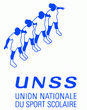 UNSS
UNION NATIONALE
DU SPORT SCOLAIRE